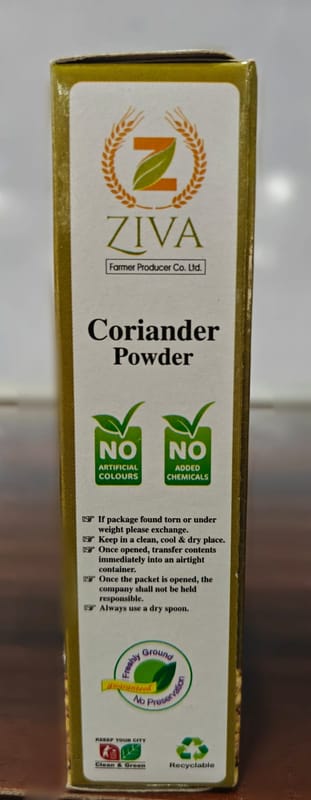 Z
ZIVA
Farmer Producer Co. Ltd.
Coriander
Powder
NO
ARTIFICIAL
COLOURS
NO
ADDED
CHEMICALS
If package found torn or under
weight please exchange.
Keep in a clean, cool & dry place.
Once opened, transfer contents
immediately into an airtight
container.
Once the packet is opened, the
company shall not be held
responsible.
Always use a dry spoon.
Freshly Ground
guaranteed
No Preservation
KEEP YOUR CITY
Clean & Green
Recyclable